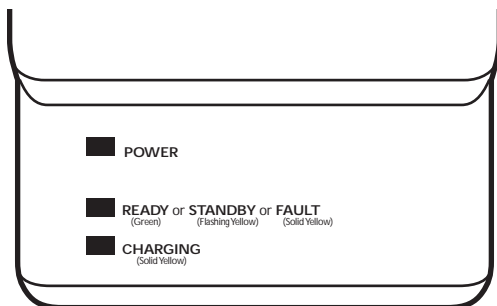 POWER
READY or STANDBY or FAULT
(Green) (Flashing Yellow) (Solid Yellow)
CHARGING
(Solid Yellow)